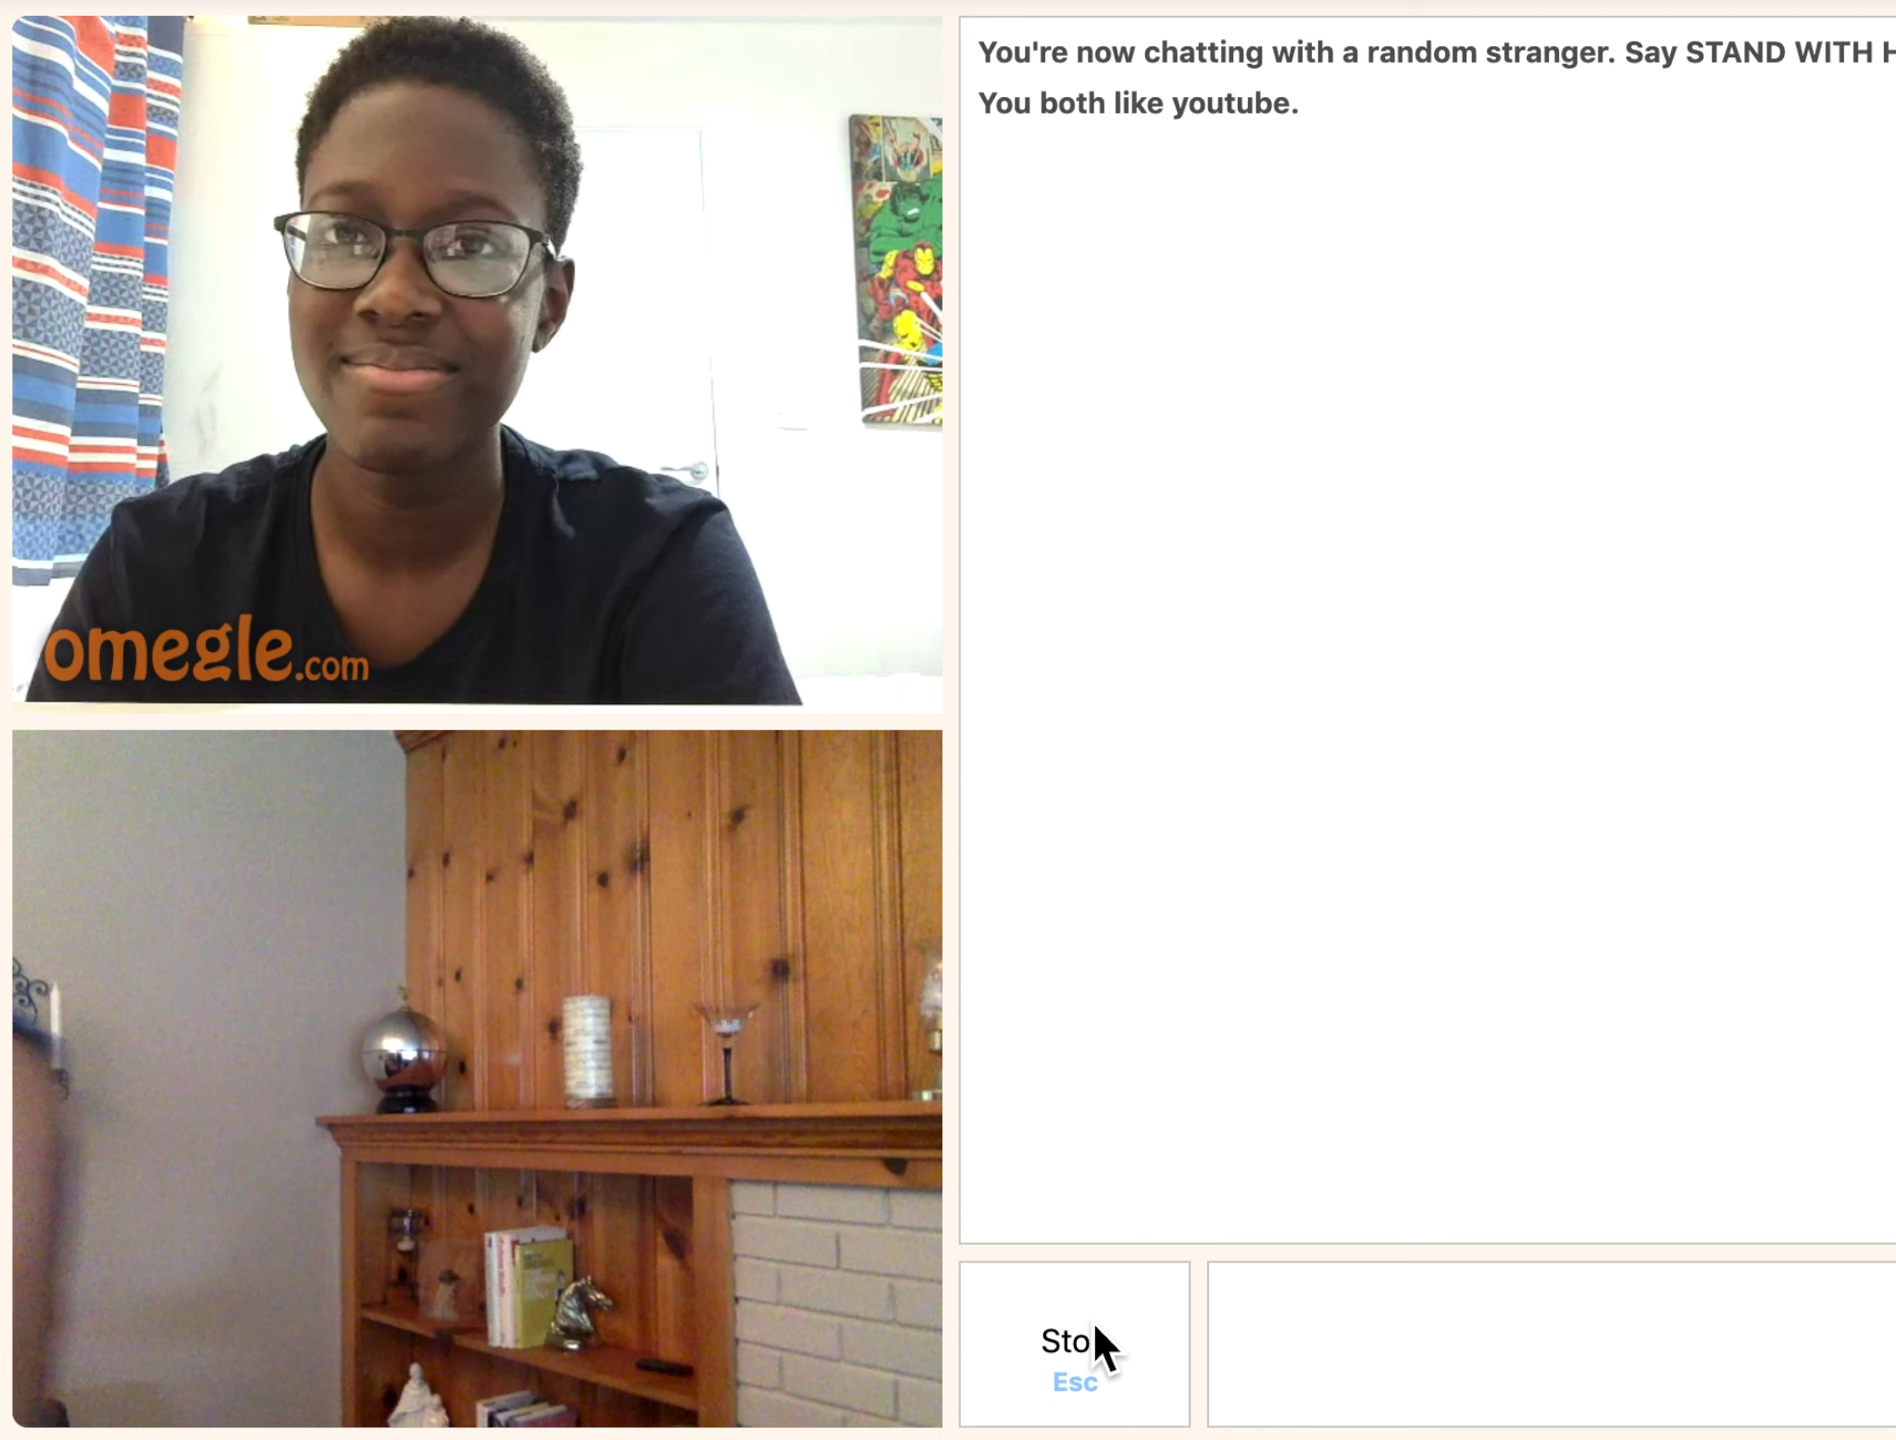 You're now chatting with a random stranger. Say STAND WITH H
You both like youtube.
omegle.com
Sto
Esc